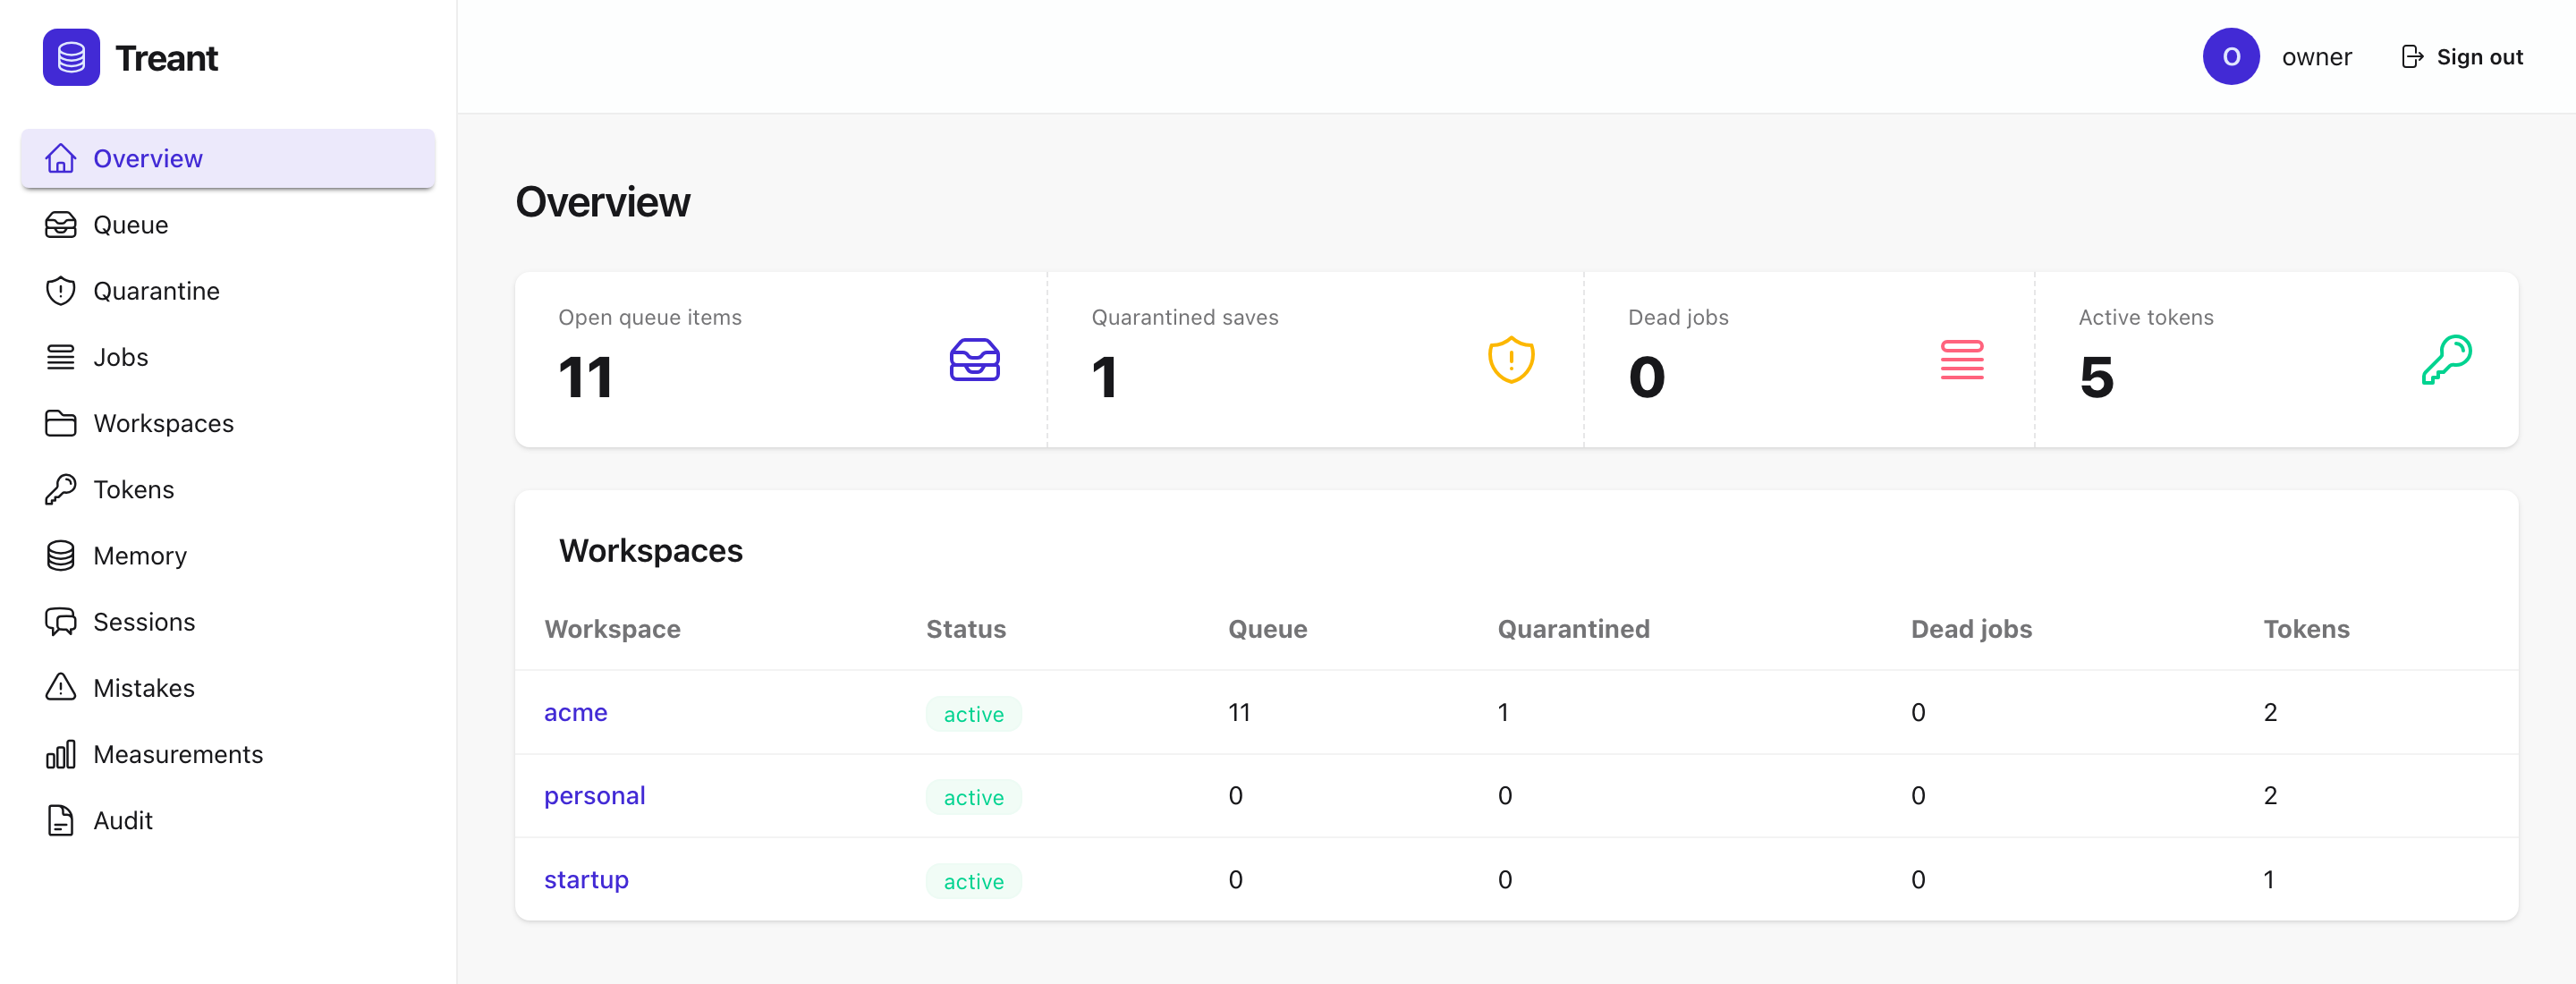 Treant
O owner Sign out
Overview
Queue
Quarantine
Jobs
Workspaces
Tokens
Memory
Sessions
Mistakes
Measurements
Audit
Overview
Open queue items
11
Quarantined saves
1
Dead jobs
0
Active tokens
5
Workspaces
Workspace Status Queue Quarantined Dead jobs Tokens
acme active 11 1 0 2
personal active 0 0 0 2
startup active 0 0 0 1